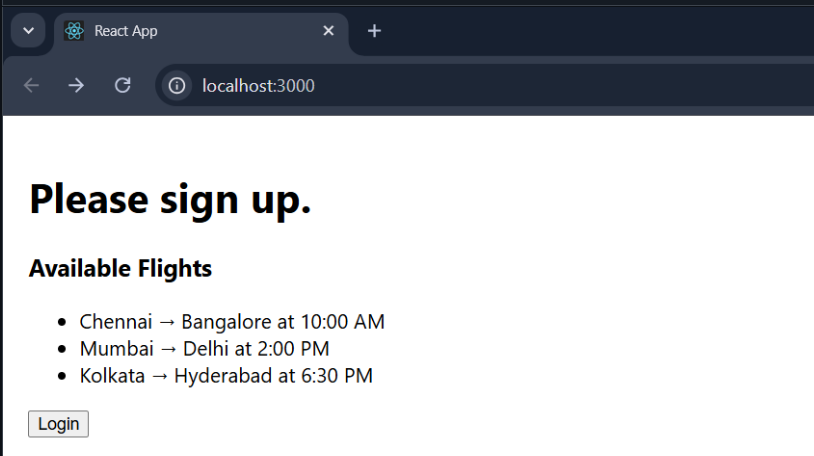 React App
localhost:3000
Please sign up.
Available Flights
• Chennai → Bangalore at 10:00 AM
• Mumbai → Delhi at 2:00 PM
• Kolkata → Hyderabad at 6:30 PM
Login